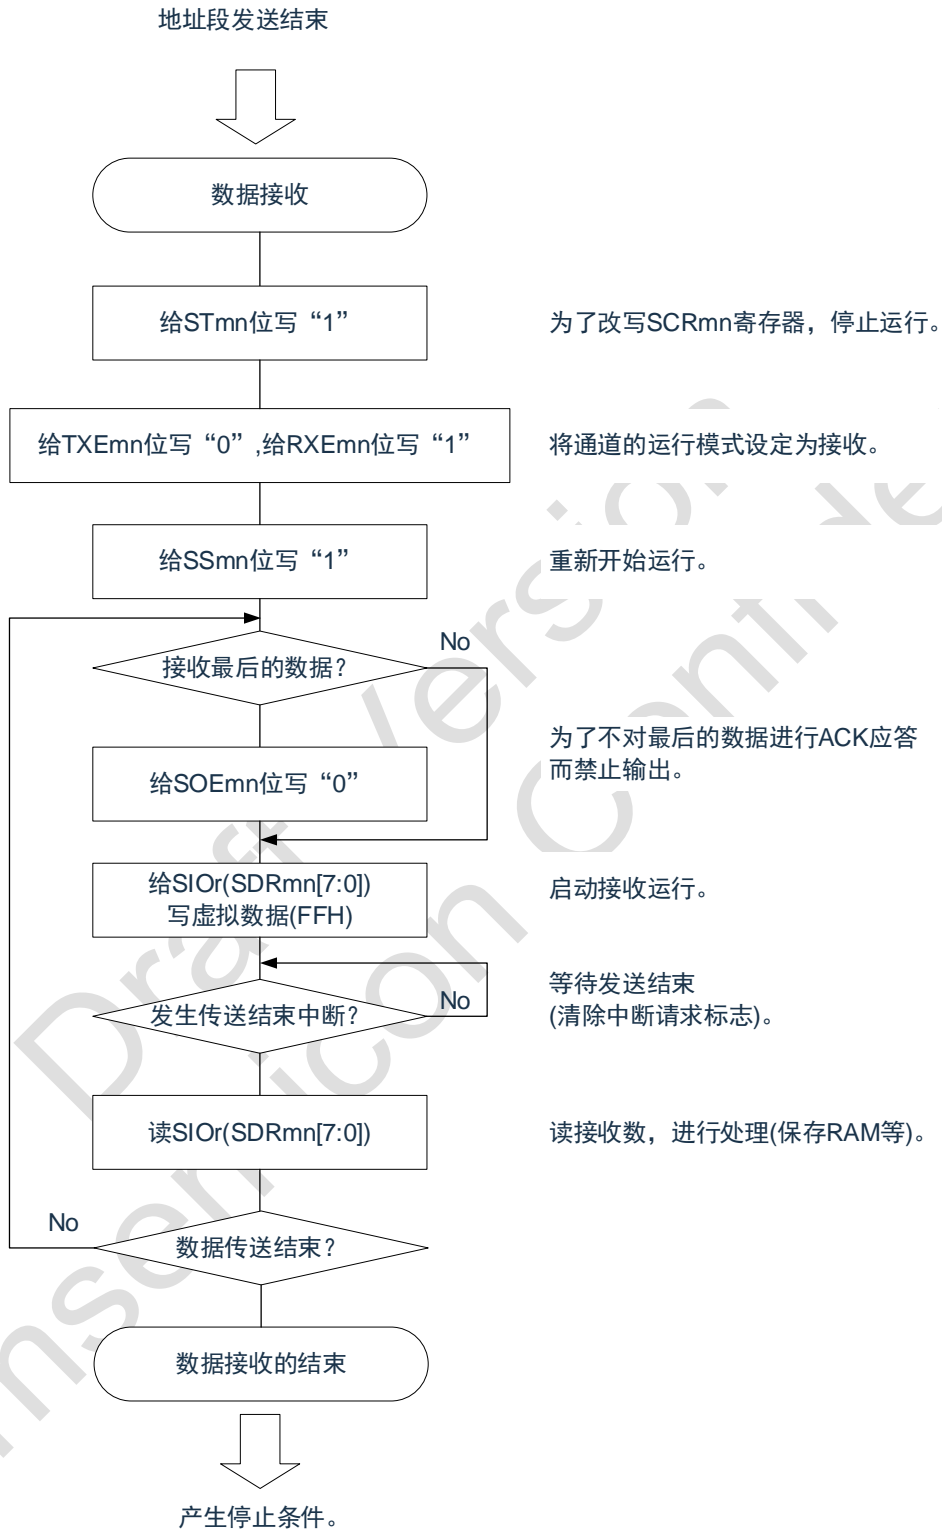 地址段发送结束
数据接收
给STmn位写“1”
为了改写SCRmn寄存器，停止运行。
给TXEmn位写“0”,给RXEmn位写“1”
将通道的运行模式设定为接收。
给SSmn位写“1”
重新开始运行。
接收最后的数据?
No
给SOEmn位写“0”
为了不对最后的数据进行ACK应答
而禁止输出。
给SIOr(SDRmn[7:0])
写虚拟数据(FFH)
启动接收运行。
发生传送结束中断?
No
等待发送结束
(清除中断请求标志)。
读SIOr(SDRmn[7:0])
读接收数，进行处理(保存RAM等)。
No
数据传送结束?
数据接收的结束
产生停止条件。
Draft Version